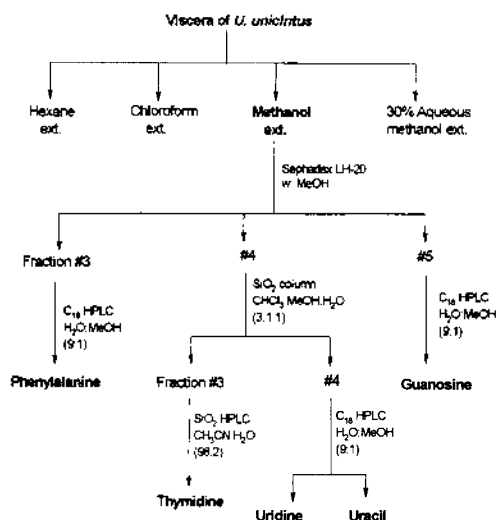 Viscera of U. unicintus
Hexane
ext.
Chloroform
ext.
Methanol
ext.
30% Aqueous
methanol ext.
Sephadex LH-20
w. MeOH
Fraction #3
#4
#5
C18 HPLC
H2O:MeOH
(9:1)
SiO2 column
CHCl3 MeOH.H2O
(3.1 1)
C18 HPLC
H2O:MeOH
(9:1)
Phenylalanine
Fraction #3
#4
Guanosine
SiO2 HPLC
CH3CN H2O
(98.2)
C18 HPLC
H2O:MeOH
(9:1)
Thymidine
Uridine
Uracil